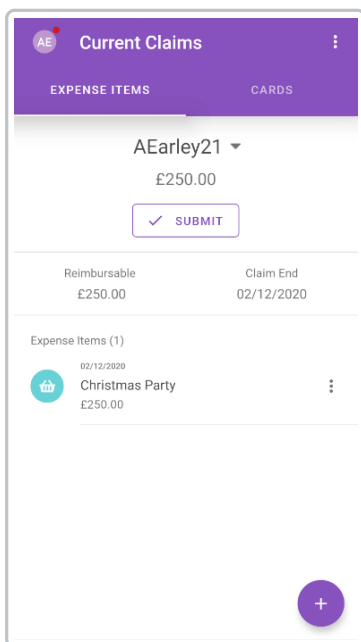 AE Current Claims
EXPENSE ITEMS CARDS
AEarley21
£250.00
SUBMIT
Reimbursable Claim End
£250.00 02/12/2020
Expense Items (1)
02/12/2020
Christmas Party
£250.00